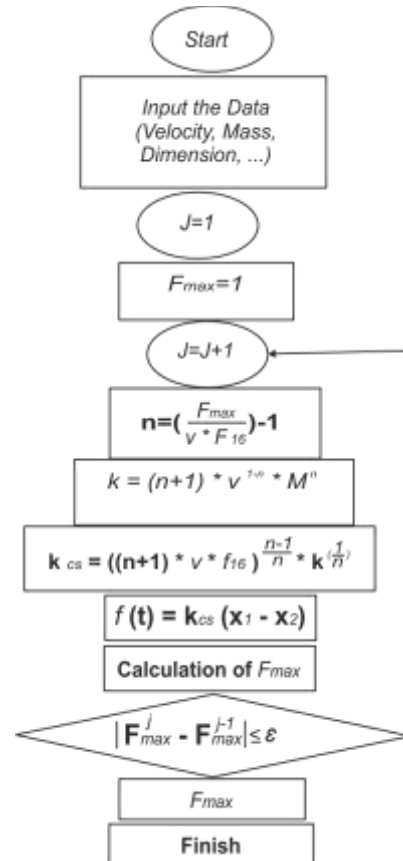 Start
Input the Data
(Velocity, Mass,
Dimension, ...)
J=1
Fmax=1
J=J+1
n=(Fmax / v * F16)-1
k = (n+1) * v^1-n * M^n
k cs = ((n+1) * v * f16)^(n-1/n) * k^(1/n)
f (t) = kcs (x1 - x2)
Calculation of Fmax
|F^j max - F^j-1 max| ≤ ε
Fmax
Finish